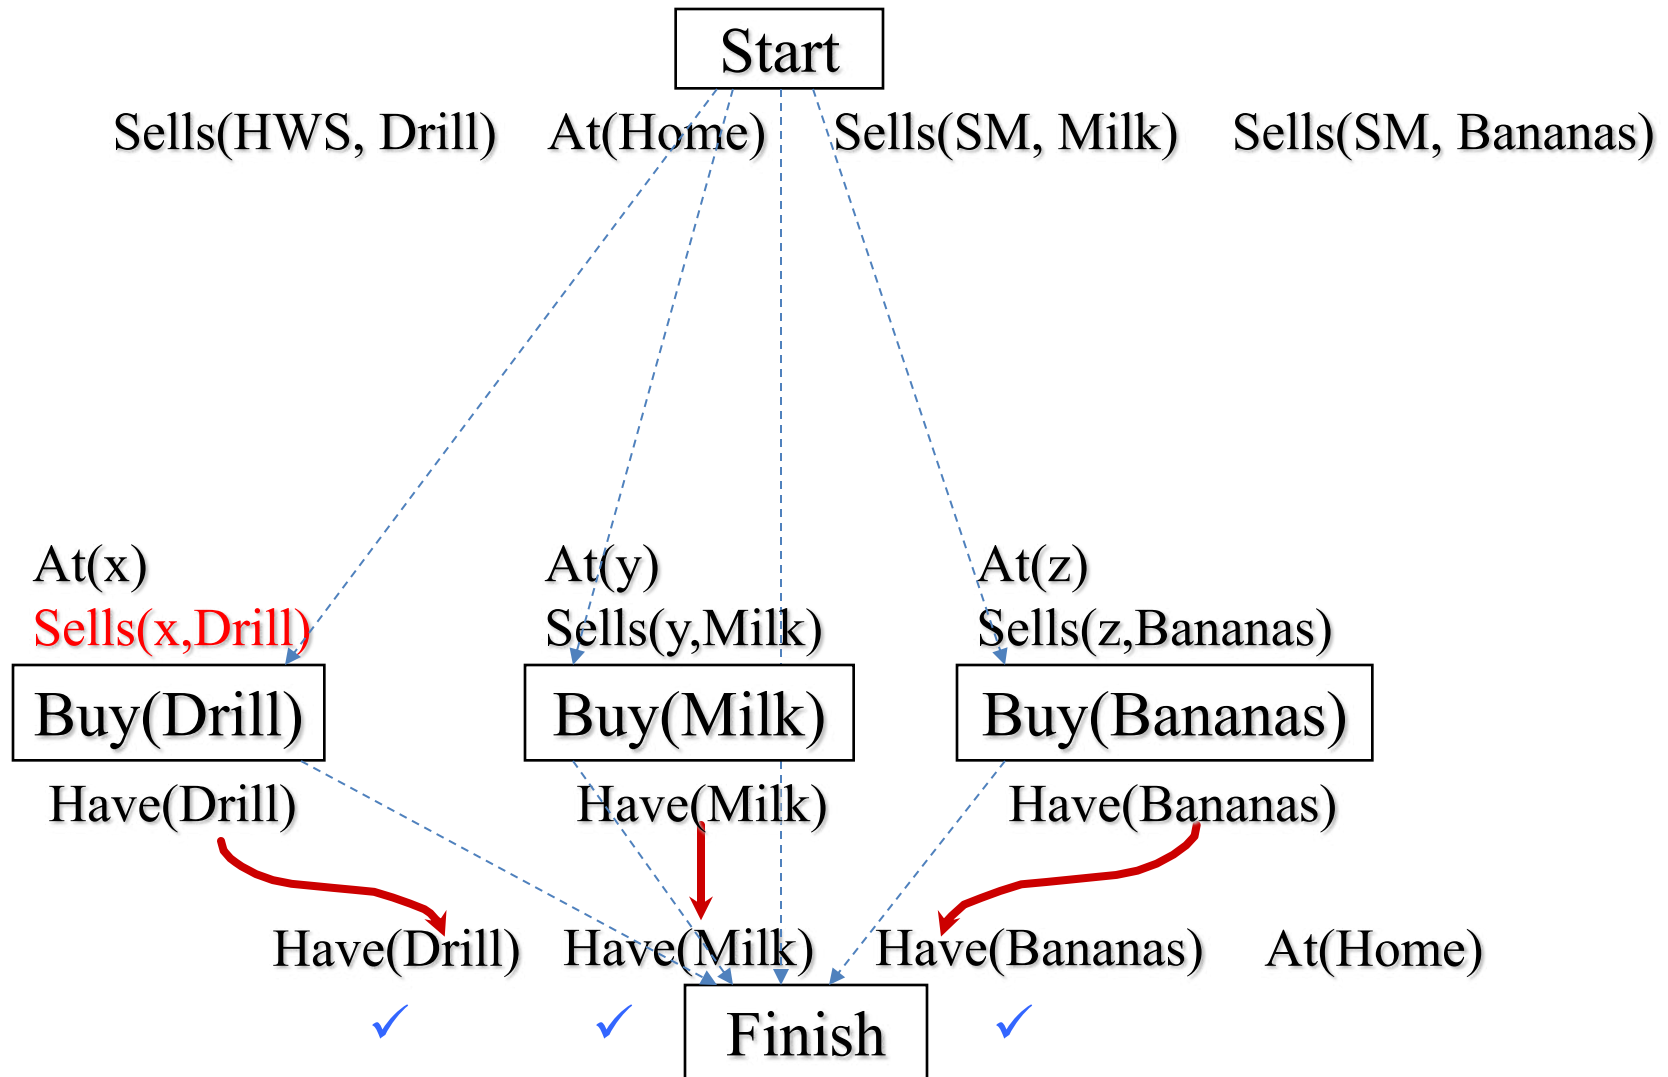 Start
Sells(HWS, Drill) At(Home) Sells(SM, Milk) Sells(SM, Bananas)
At(x) At(y) At(z)
Sells(x,Drill) Sells(y,Milk) Sells(z,Bananas)
Buy(Drill) Buy(Milk) Buy(Bananas)
Have(Drill) Have(Milk) Have(Bananas)
Have(Drill) Have(Milk) Have(Bananas) At(Home)
Finish